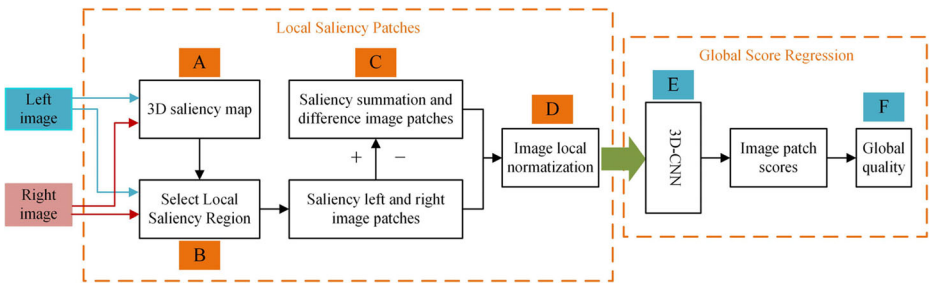 Local Saliency Patches
Global Score Regression
A
C
E
F
D
B
Left
image
Right
image
3D saliency map
Select Local
Saliency Region
Saliency summation and
difference image patches
+ −
Saliency left and right
image patches
Image local
normtization
3D-CNN
Image patch
scores
Global
quality